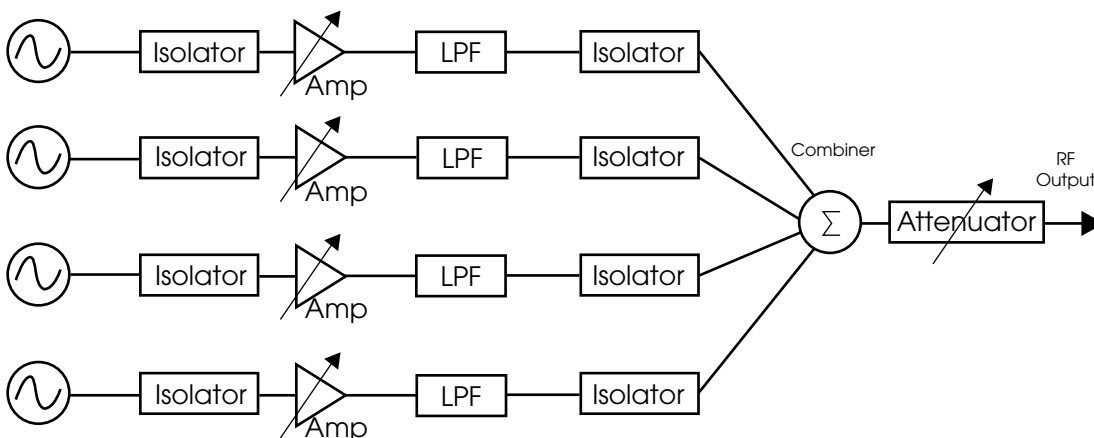 Isolator
Amp
LPF
Isolator
Isolator
Amp
LPF
Isolator
Combiner
RF
Output
Σ
Attenuator
Isolator
Amp
LPF
Isolator
Isolator
Amp
LPF
Isolator